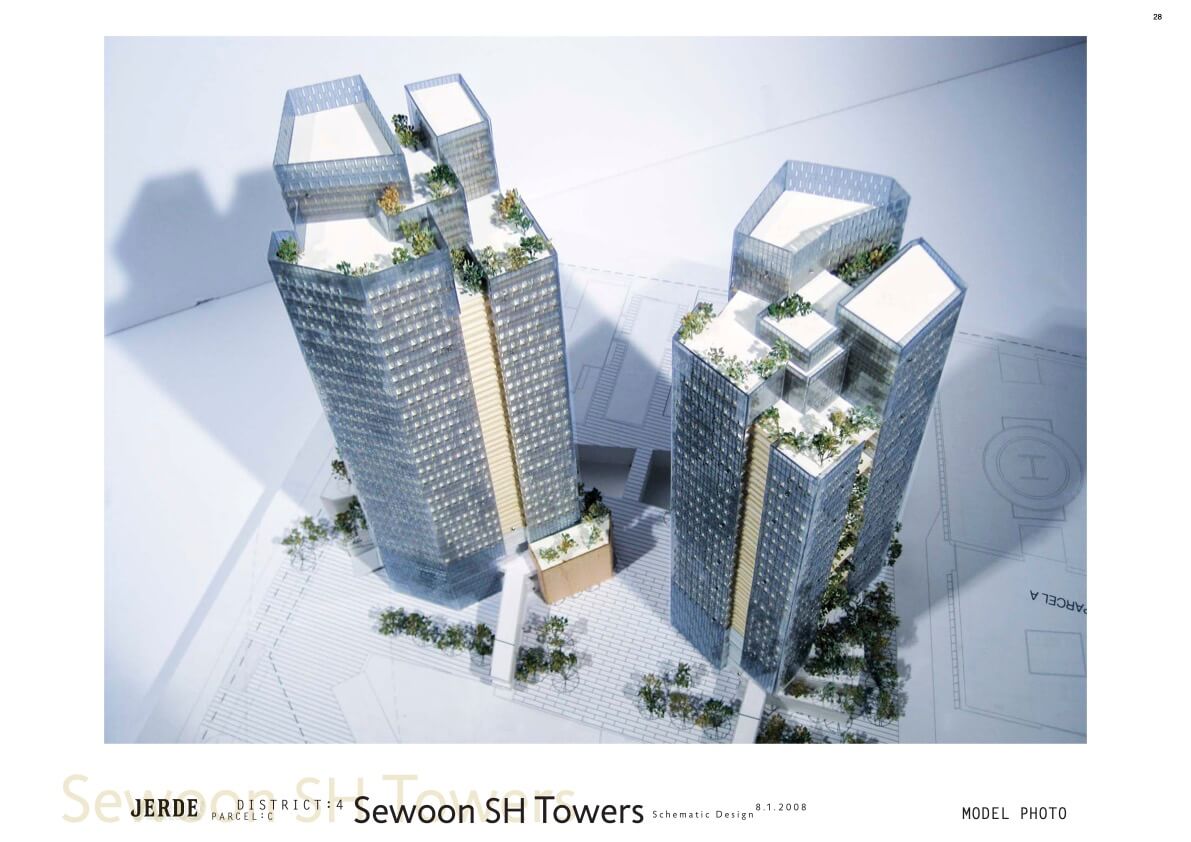 28
H
PARCEL A
Sewoon SH Towers
JERDE
DISTRICT:4
PARCEL:C
Sewoon SH Towers
Schematic Design
8.1.2008
MODEL PHOTO